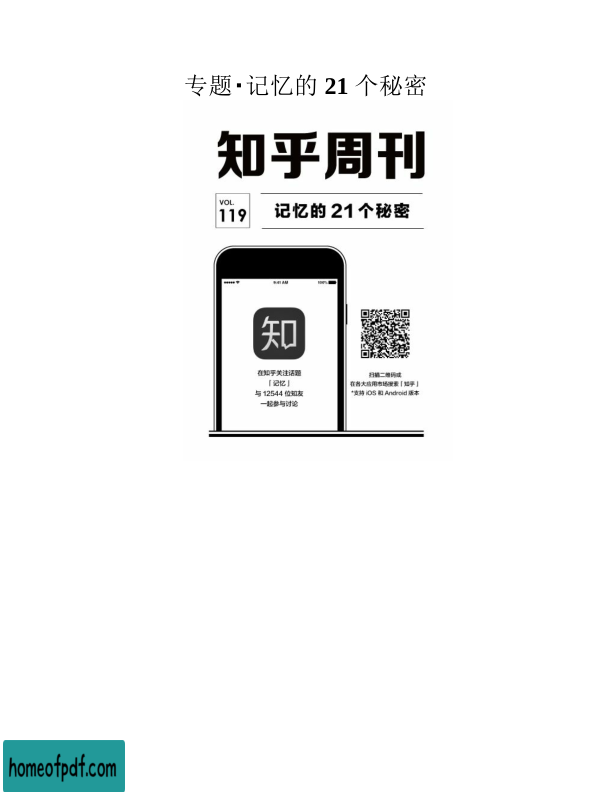 专题·记忆的 21 个秘密
知乎周刊
VOL.
119
记忆的 21 个秘密
9:41 AM
100%
知
在知乎关注话题
「记忆」
与 12544 位知友
一起参与讨论
扫描二维码或
在各大应用市场搜索「知乎」
*支持 iOS 和 Android 版本
homeofpdf.com